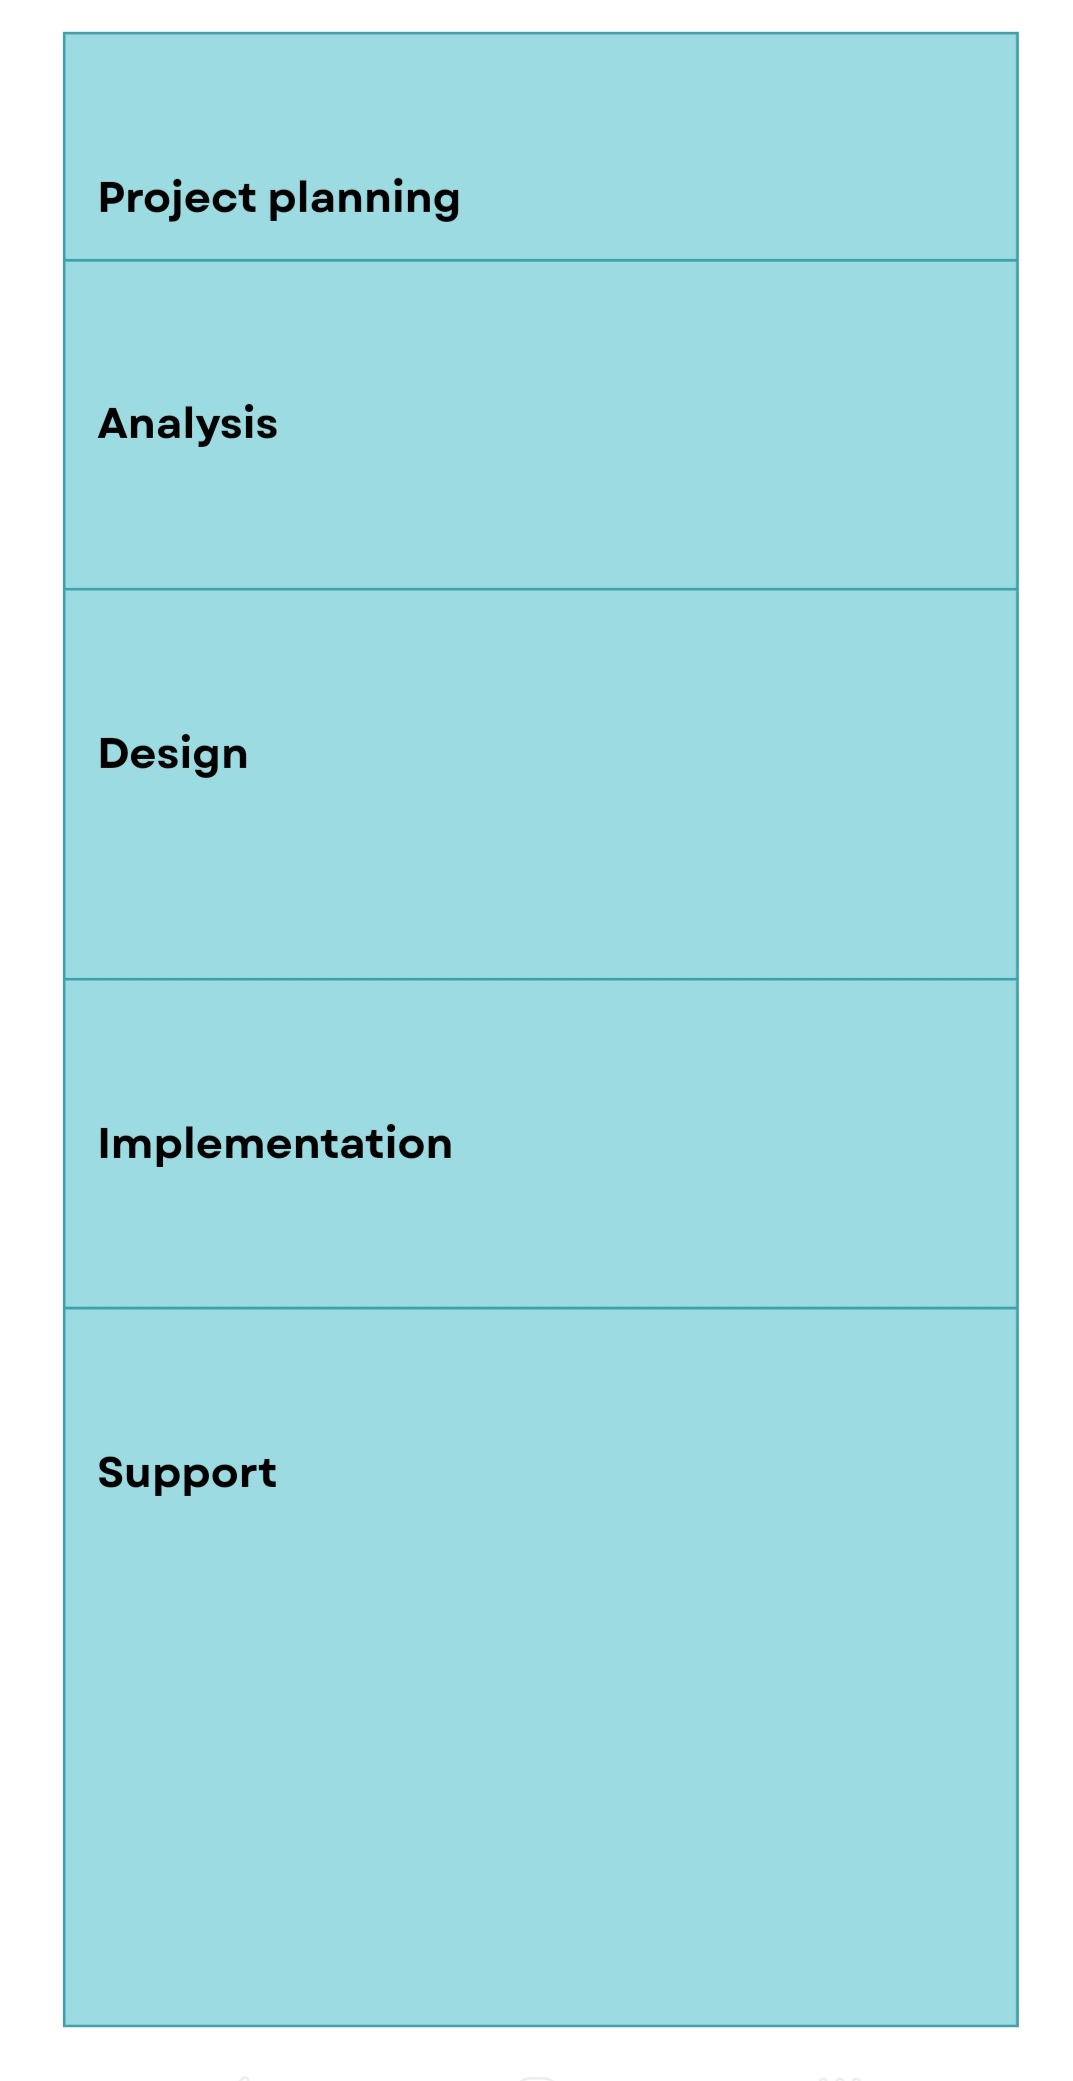 Project planning
Analysis
Design
Implementation
Support